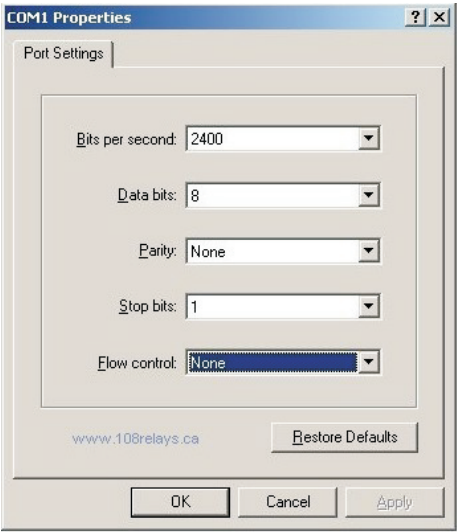 COM1 Properties
Port Settings
Bits per second: 2400
Data bits: 8
Parity: None
Stop bits: 1
Flow control: None
www.108relays.ca
Restore Defaults
OK Cancel Apply